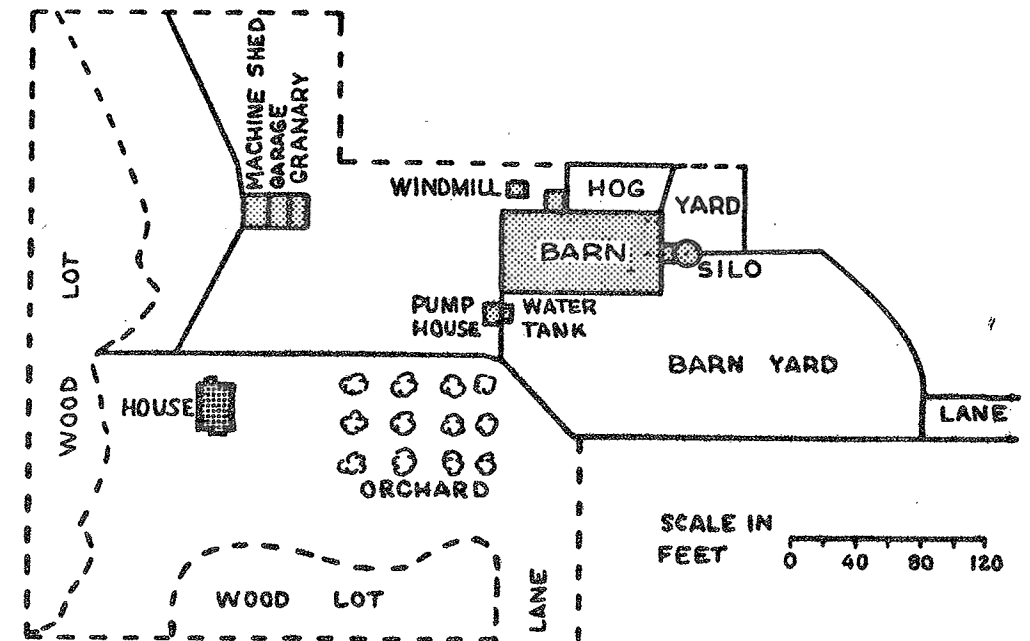 MACHINE SHED
GARAGE
GRANARY
WINDMILL
HOG
YARD
BARN
SILO
LOT
PUMP
HOUSE
WATER
TANK
BARN YARD
WOOD
HOUSE
LANE
ORCHARD
SCALE IN
FEET
0 40 80 120
WOOD LOT
LANE